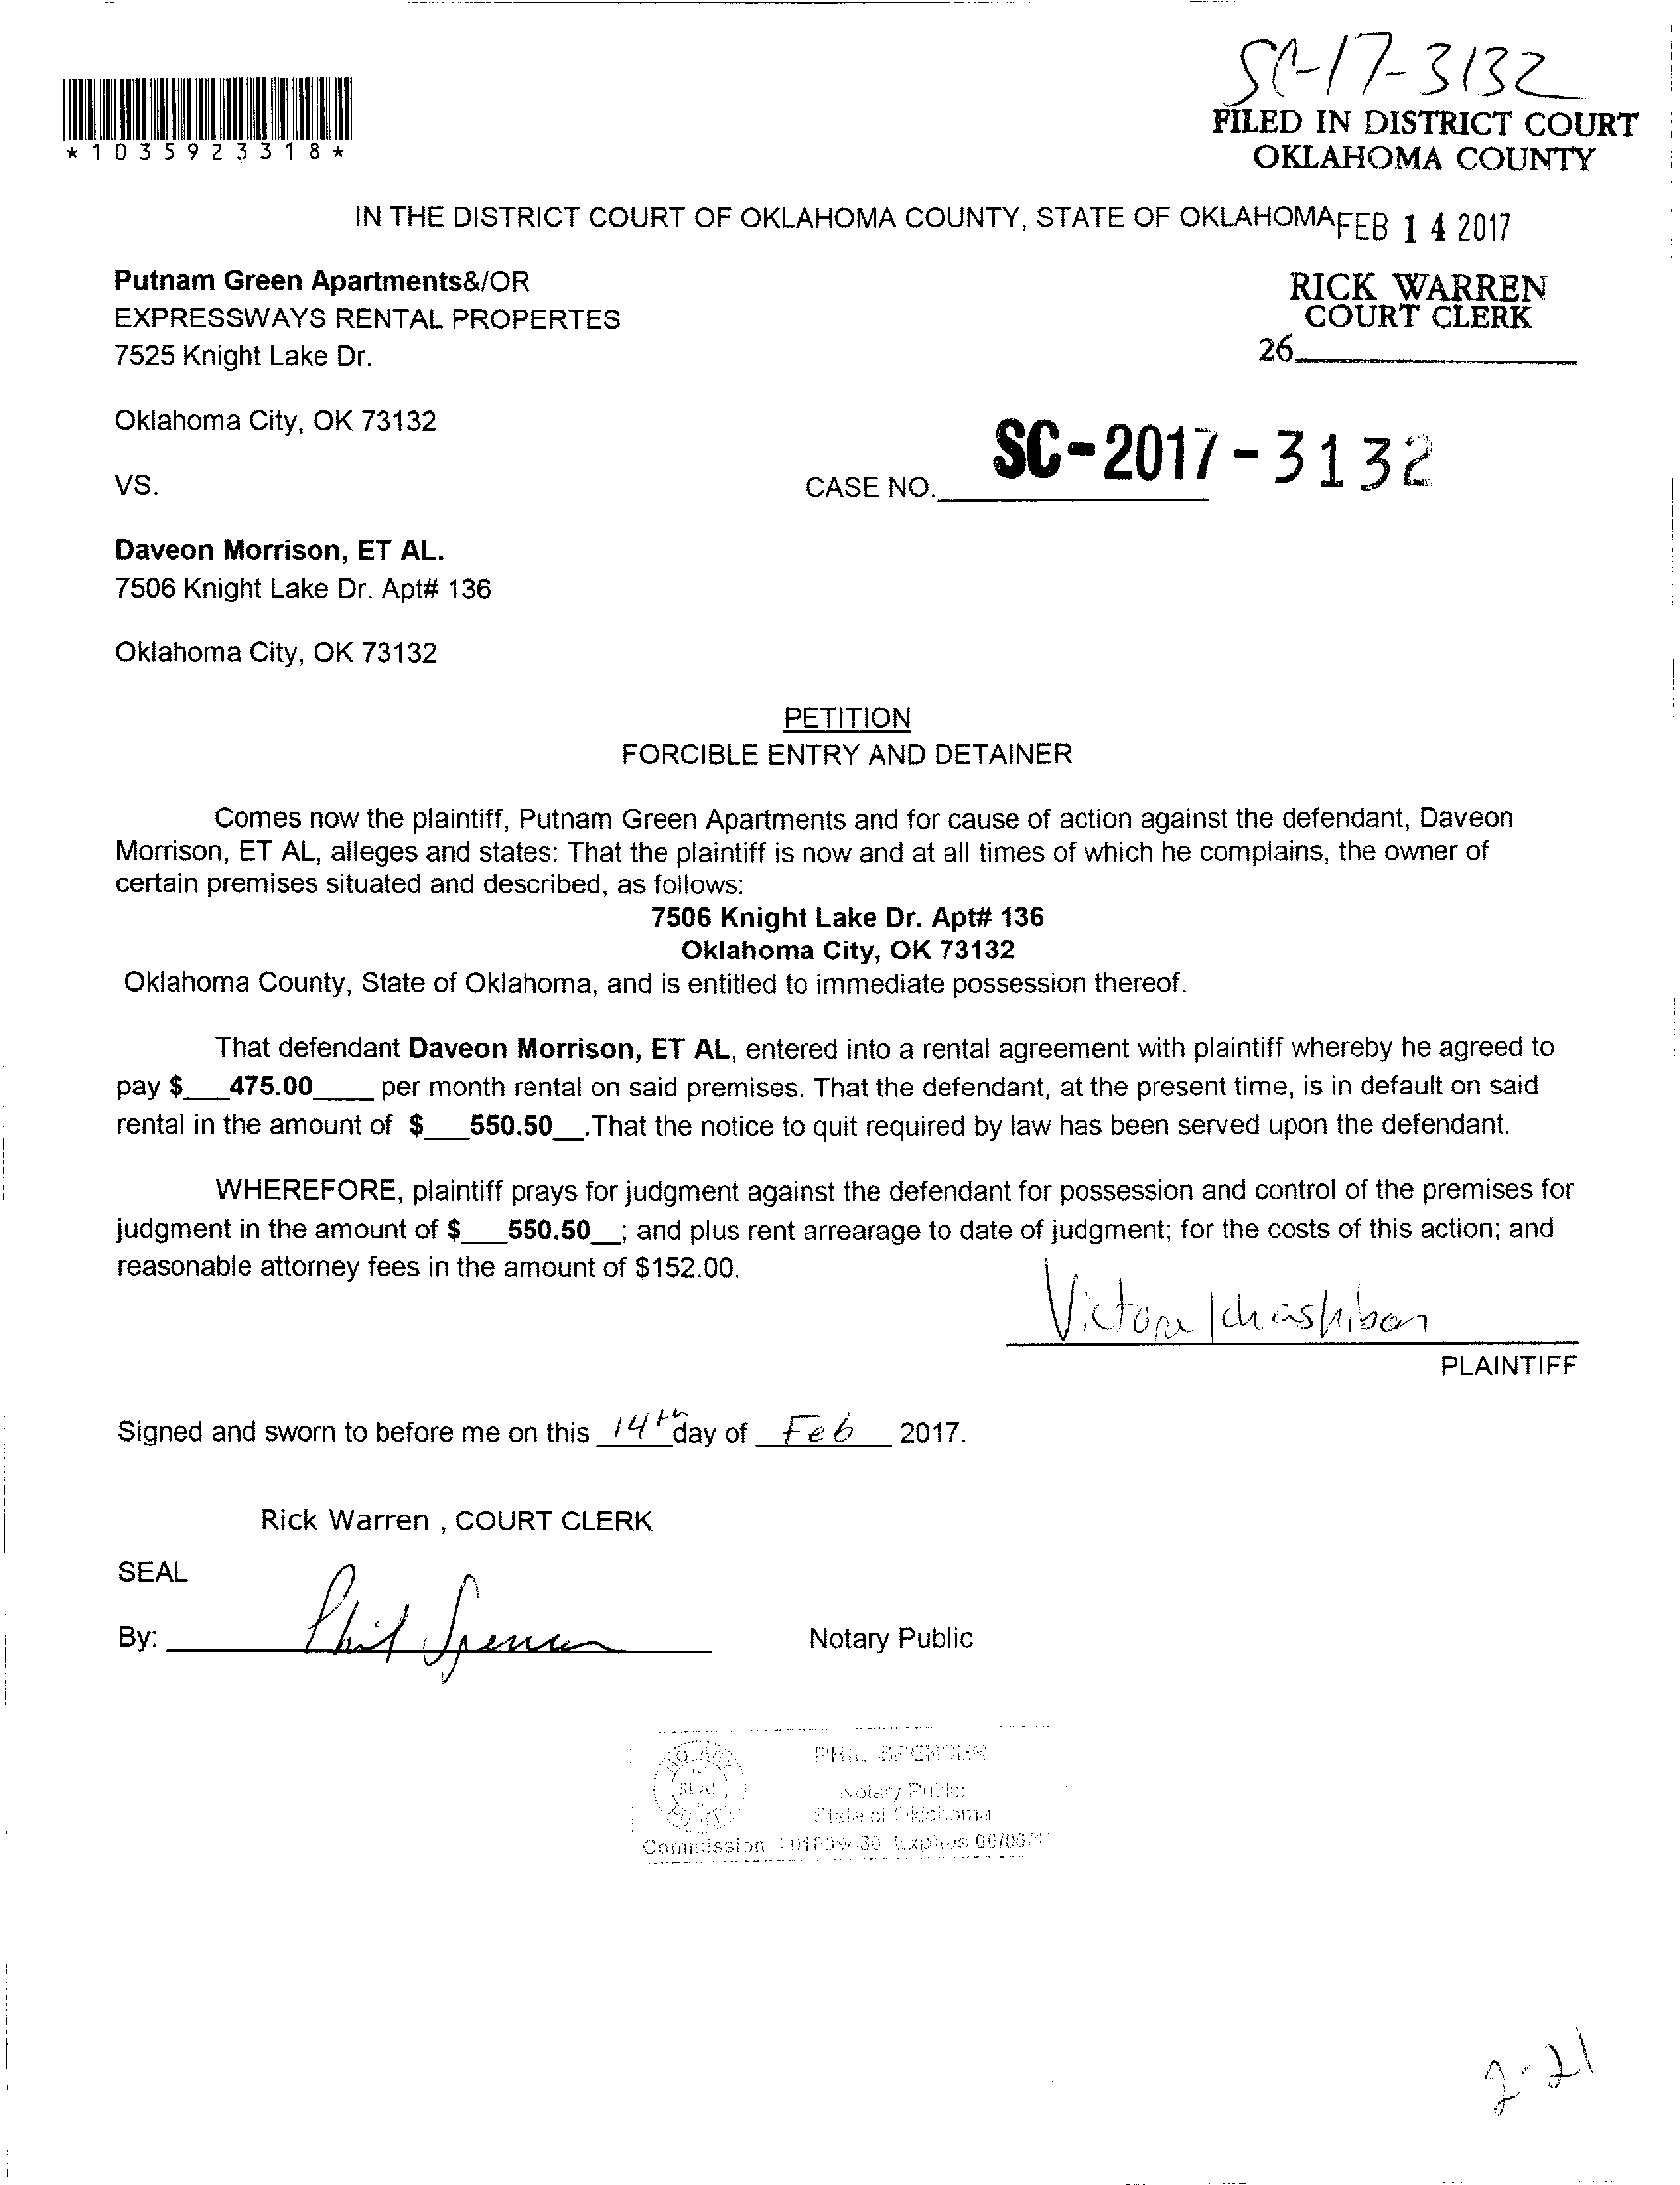 SC-17-3132
*1035923318*
FILED IN DISTRICT COURT
OKLAHOMA COUNTY
IN THE DISTRICT COURT OF OKLAHOMA COUNTY, STATE OF OKLAHOMA FEB 14 2017
Putnam Green Apartments&/OR
EXPRESSWAYS RENTAL PROPERTES
7525 Knight Lake Dr.
RICK WARREN
COURT CLERK
26
Oklahoma City, OK 73132
VS.
CASE NO. SC-2017-3132
Daveon Morrison, ET AL.
7506 Knight Lake Dr. Apt# 136
Oklahoma City, OK 73132
PETITION
FORCIBLE ENTRY AND DETAINER
Comes now the plaintiff, Putnam Green Apartments and for cause of action against the defendant, Daveon
Morrison, ET AL, alleges and states: That the plaintiff is now and at all times of which he complains, the owner of
certain premises situated and described, as follows:
7506 Knight Lake Dr. Apt# 136
Oklahoma City, OK 73132
Oklahoma County, State of Oklahoma, and is entitled to immediate possession thereof.
That defendant Daveon Morrison, ET AL, entered into a rental agreement with plaintiff whereby he agreed to
pay $___475.00____ per month rental on said premises. That the defendant, at the present time, is in default on said
rental in the amount of $___550.50__.That the notice to quit required by law has been served upon the defendant.
WHEREFORE, plaintiff prays for judgment against the defendant for possession and control of the premises for
judgment in the amount of $___550.50__; and plus rent arrearage to date of judgment; for the costs of this action; and
reasonable attorney fees in the amount of $152.00.
PLAINTIFF
Signed and sworn to before me on this 14th day of Feb 2017.
Rick Warren , COURT CLERK
SEAL
By: Phil Spencer
Notary Public
PHIL SPENCER
Notary Public
State of Oklahoma
Commission Expires
2-21